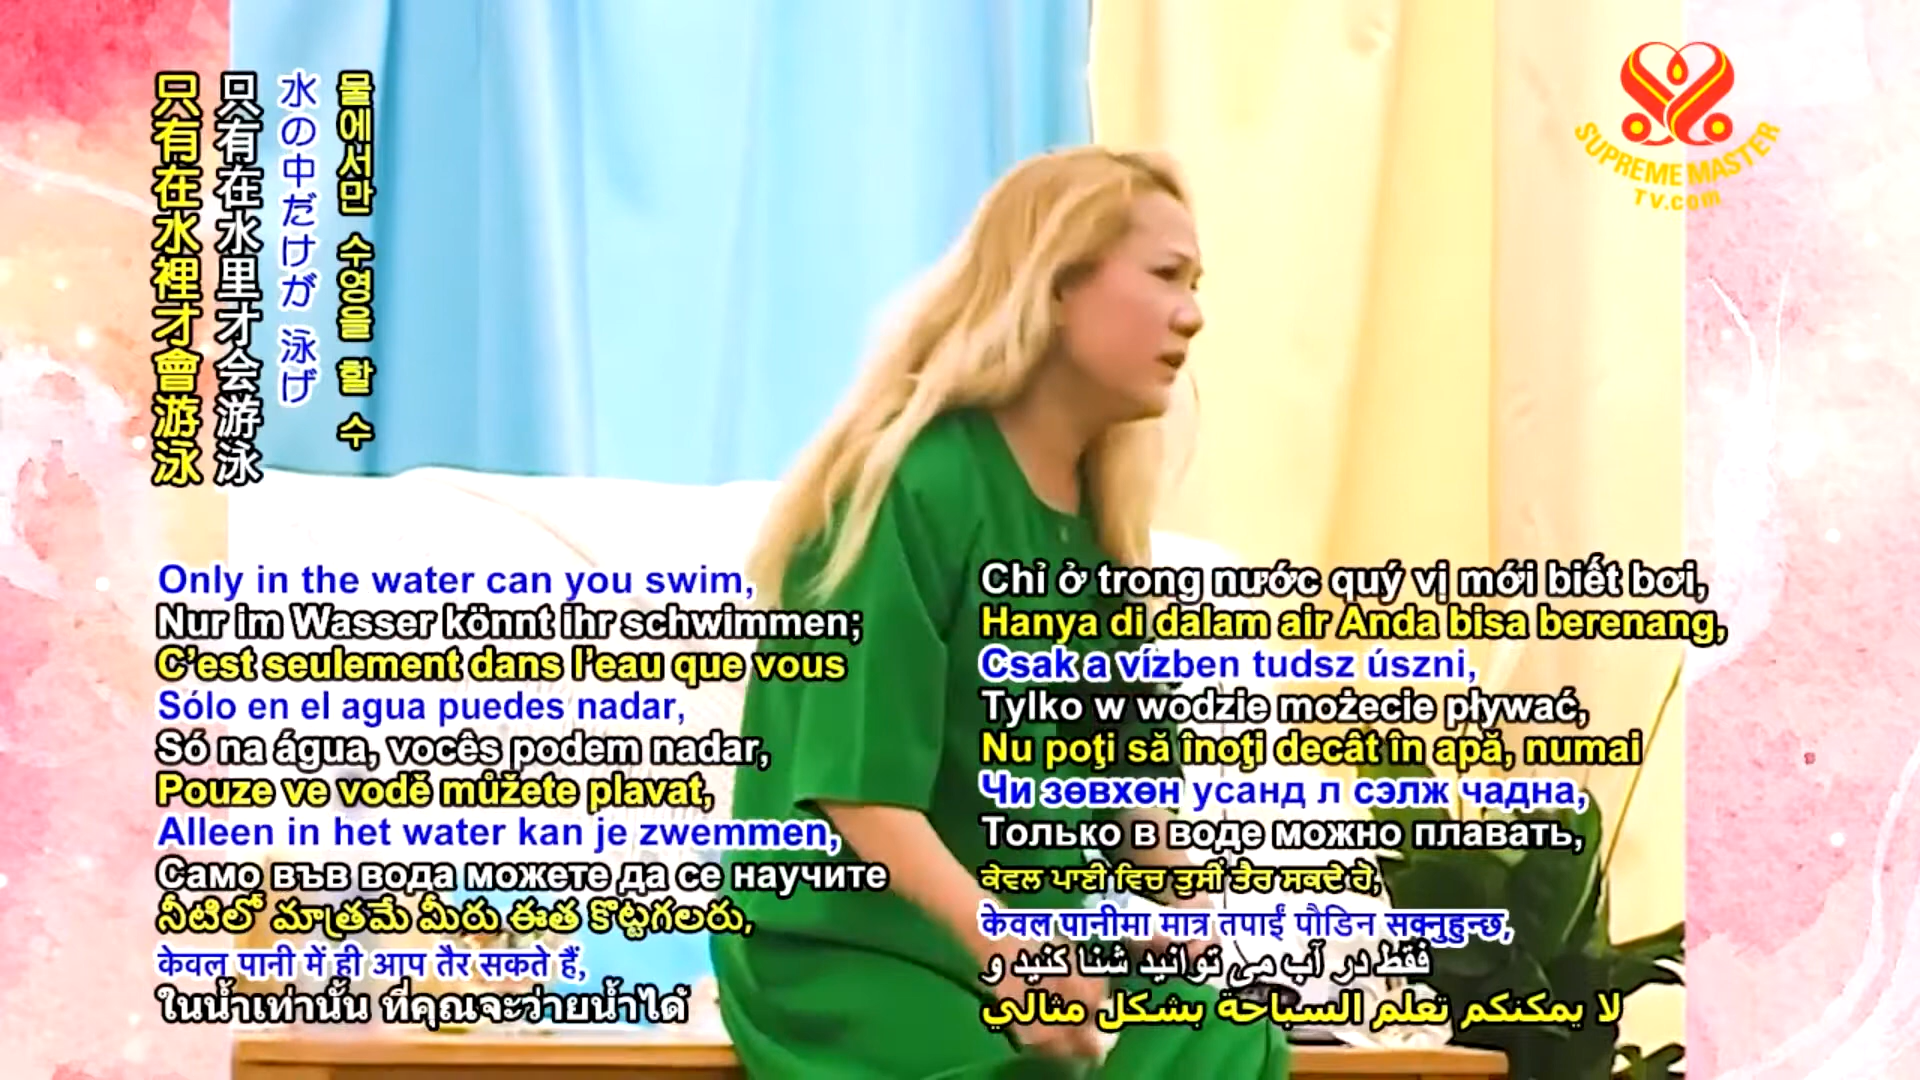 只有在水裡才會游泳
只有在水里才会游泳
水の中だけが 泳げ
물에서만 수영을 할 수
SUPREME MASTER
TV.com
Only in the water can you swim,
Nur im Wasser könnt ihr schwimmen;
C'est seulement dans l'eau que vous
Sólo en el agua puedes nadar,
Só na água, vocês podem nadar,
Pouze ve vodě můžete plavat,
Alleen in het water kan je zwemmen,
Само във вода можете да се научите
నీటిలో మాత్రమే మీరు ఈత కొట్టగలరు,
केवल पानी में ही आप तैर सकते हैं,
ในน้ำเท่านั้น ที่คุณจะว่ายน้ำได้
Chỉ ở trong nước quý vị mới biết bơi,
Hanya di dalam air Anda bisa berenang,
Csak a vízben tudsz úszni,
Tylko w wodzie możecie pływać,
Nu poţi să înoţi decât în apă, numai
Чи зөвхөн усанд л сэлж чадна,
Только в воде можно плавать,
ਕੇਵਲ ਪਾਣੀ ਵਿਚ ਤੁਸੀਂ ਤੈਰ ਸਕਦੇ ਹੋ,
केवल पानीमा मात्र तपाईं पौडिन सक्नुहुन्छ,
فقط در آب می توانید شنا کنید و
لا يمكنكم تعلم السباحة بشكل مثالي